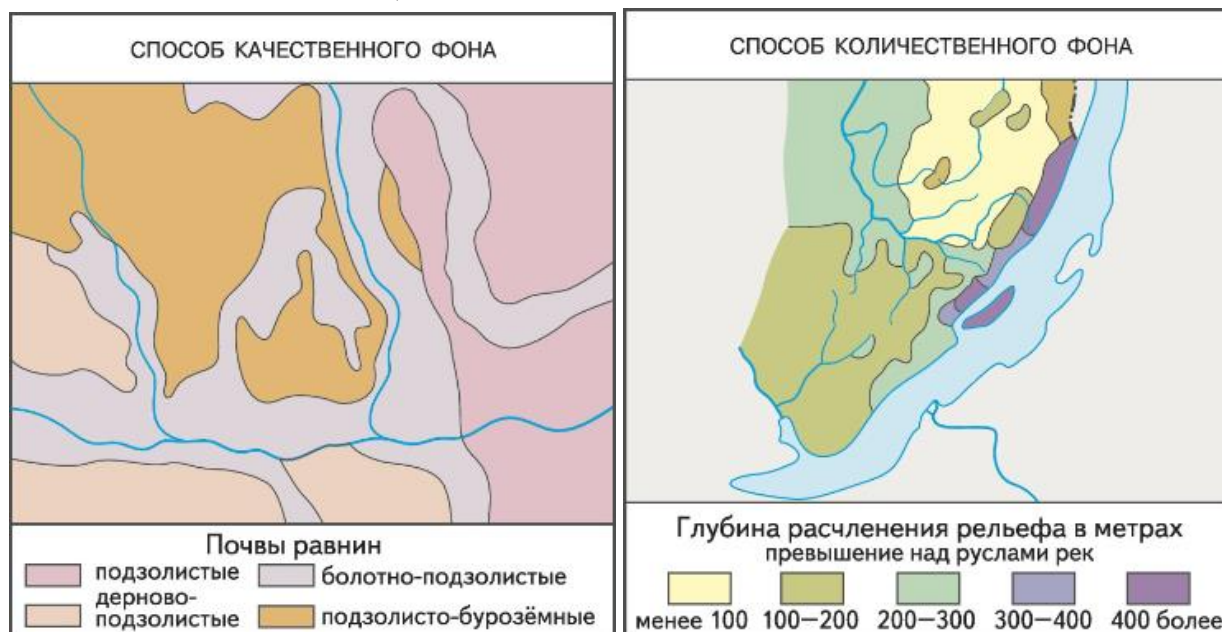 СПОСОБ КАЧЕСТВЕННОГО ФОНА
Почвы равнин
подзолистые
болотно-подзолистые
дерново-
подзолистые
подзолисто-бурозёмные
СПОСОБ КОЛИЧЕСТВЕННОГО ФОНА
Глубина расчленения рельефа в метрах
превышение над руслами рек
менее 100 100–200 200–300 300–400 400 более